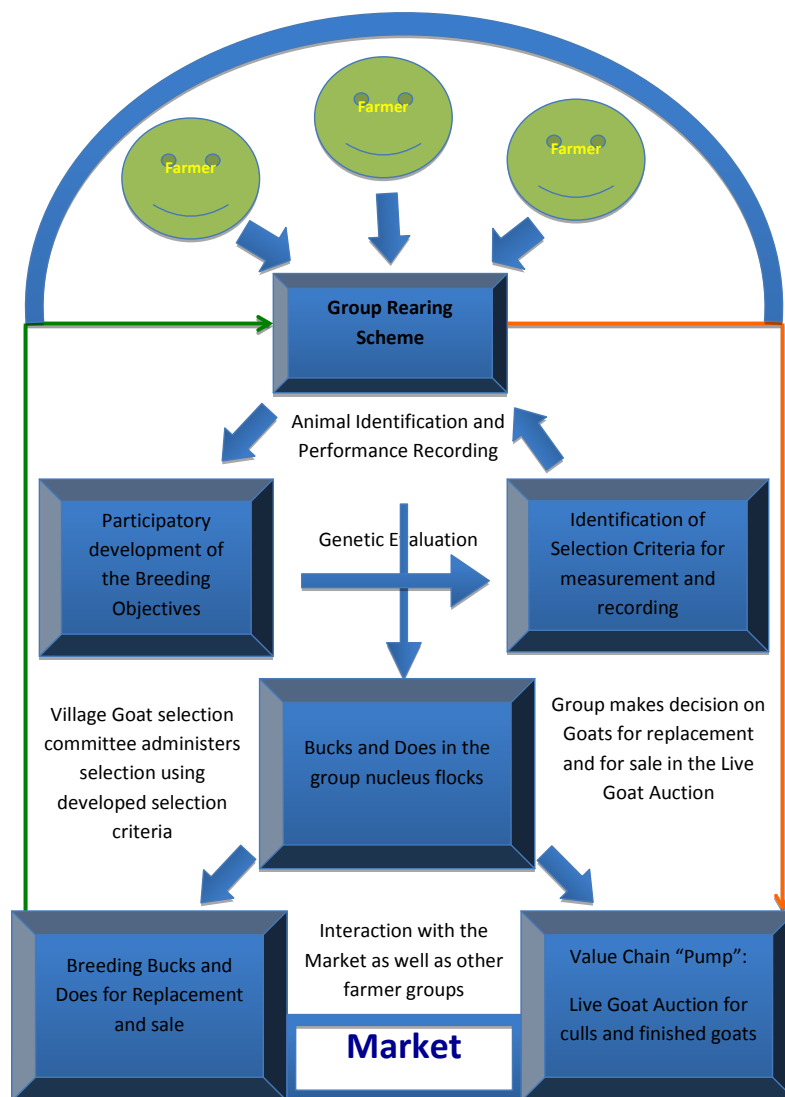 Farmer
Farmer
Farmer
Group Rearing
Scheme
Animal Identification and
Performance Recording
Participatory
development of
the Breeding
Objectives
Genetic Evaluation
Identification of
Selection Criteria for
measurement and
recording
Village Goat selection
committee administers
selection using
developed selection
criteria
Bucks and Does in the
group nucleus flocks
Group makes decision on
Goats for replacement
and for sale in the Live
Goat Auction
Breeding Bucks and
Does for Replacement
and sale
Interaction with the
Market as well as other
farmer groups
Market
Value Chain “Pump”:
Live Goat Auction for
culls and finished goats